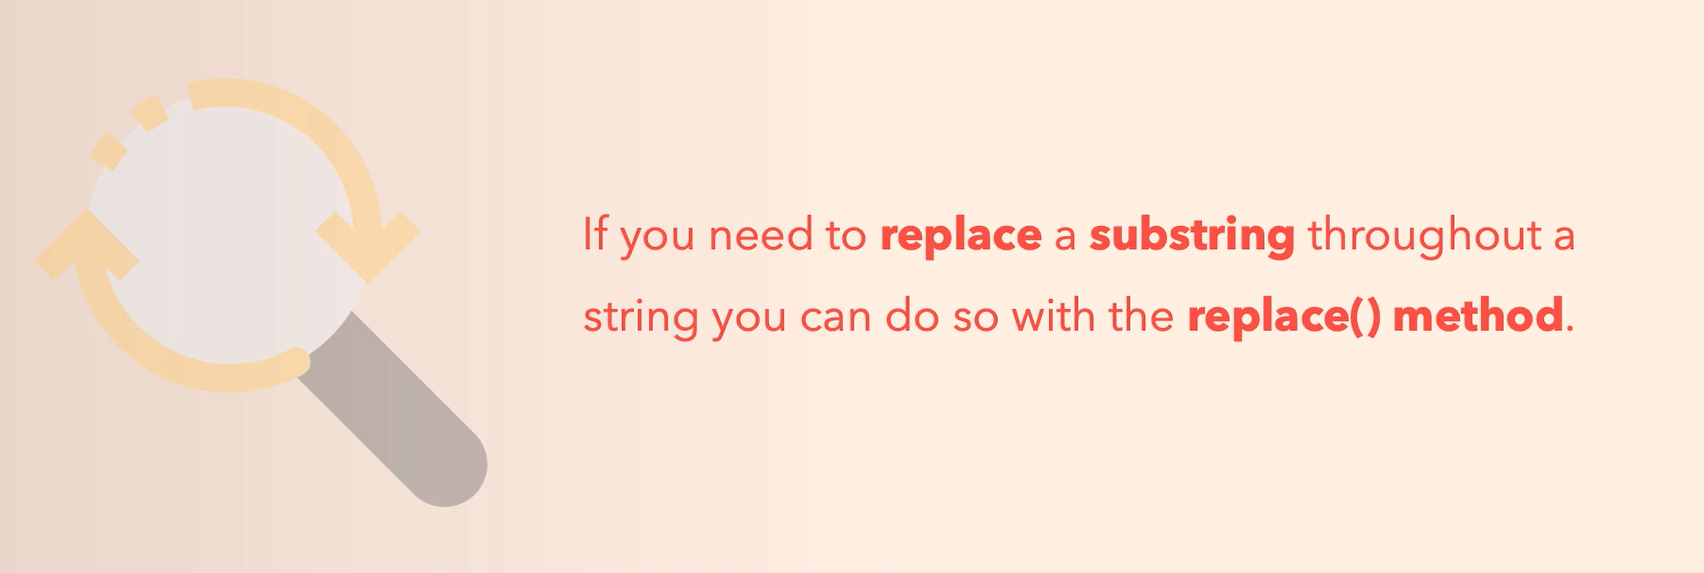 If you need to replace a substring throughout a
string you can do so with the replace() method.